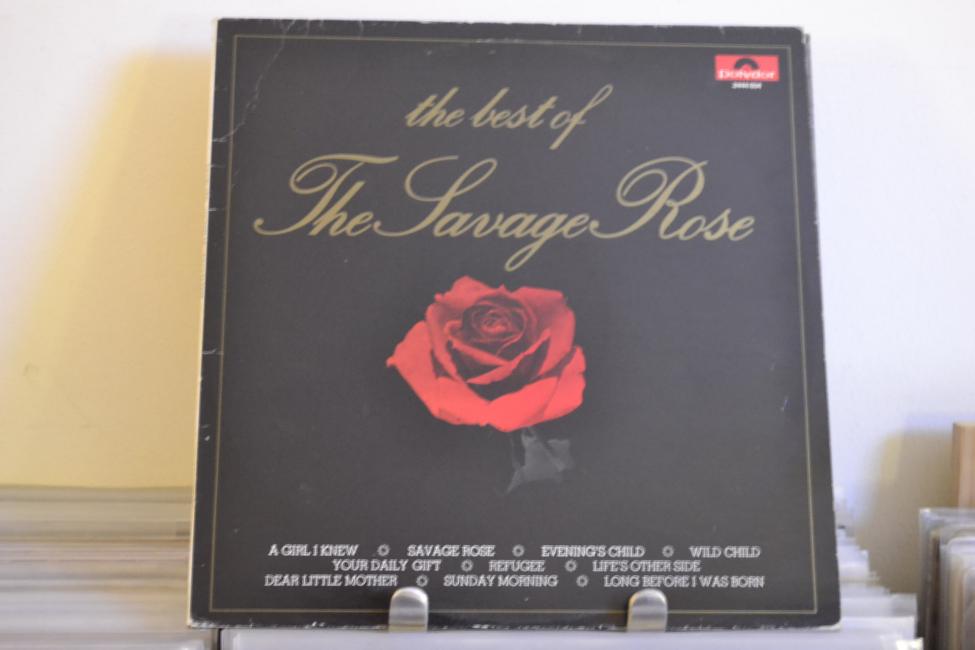 polydor
the best of
The Savage Rose
A GIRL I KNEW ✪ SAVAGE ROSE ✪ EVENING'S CHILD ✪ WILD CHILD
YOUR DAILY GIFT ✪ REFUGEE ✪ LIFE'S OTHER SIDE
DEAR LITTLE MOTHER ✪ SUNDAY MORNING ✪ LONG BEFORE I WAS BORN